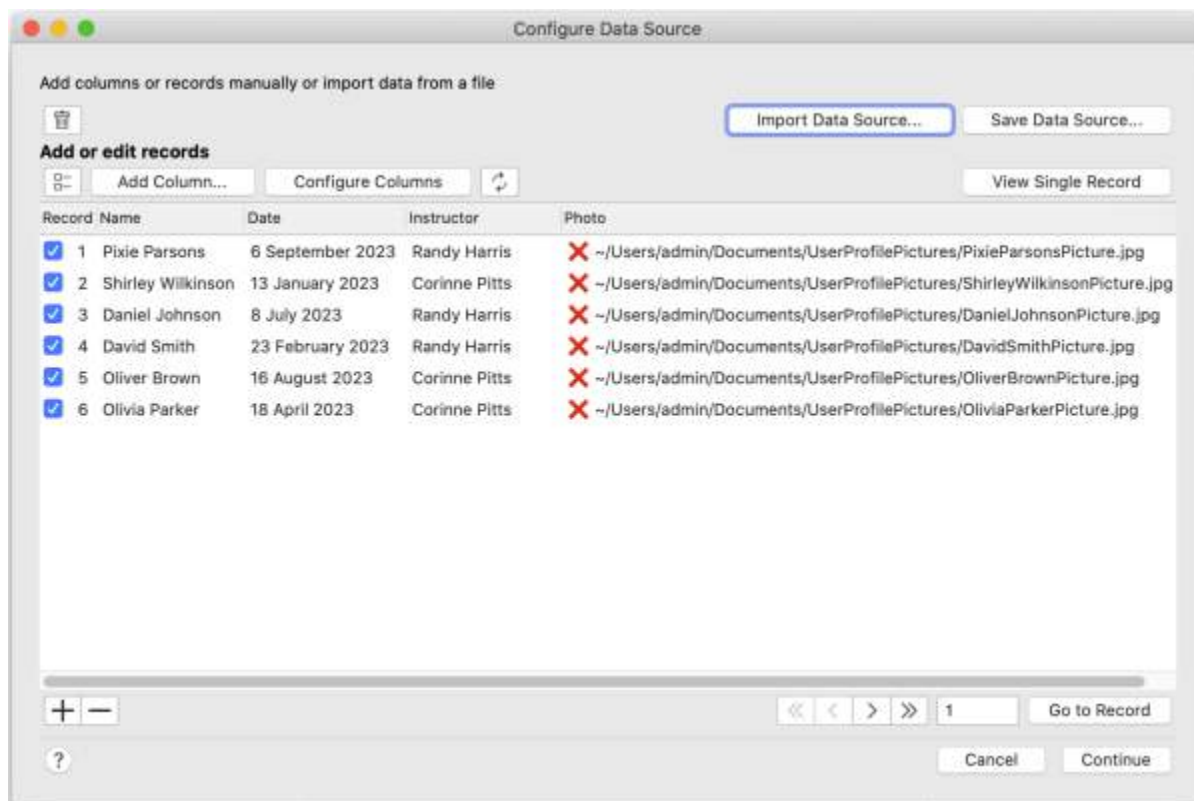 Configure Data Source
Add columns or records manually or import data from a file
Import Data Source... Save Data Source...
Add or edit records
Add Column... Configure Columns View Single Record
Record Name Date Instructor Photo
1 Pixie Parsons 6 September 2023 Randy Harris ~/Users/admin/Documents/UserProfilePictures/PixieParsonsPicture.jpg
2 Shirley Wilkinson 13 January 2023 Corinne Pitts ~/Users/admin/Documents/UserProfilePictures/ShirleyWilkinsonPicture.jpg
3 Daniel Johnson 8 July 2023 Randy Harris ~/Users/admin/Documents/UserProfilePictures/DanielJohnsonPicture.jpg
4 David Smith 23 February 2023 Randy Harris ~/Users/admin/Documents/UserProfilePictures/DavidSmithPicture.jpg
5 Oliver Brown 16 August 2023 Corinne Pitts ~/Users/admin/Documents/UserProfilePictures/OliverBrownPicture.jpg
6 Olivia Parker 18 April 2023 Corinne Pitts ~/Users/admin/Documents/UserProfilePictures/OliviaParkerPicture.jpg
1 Go to Record
? Cancel Continue